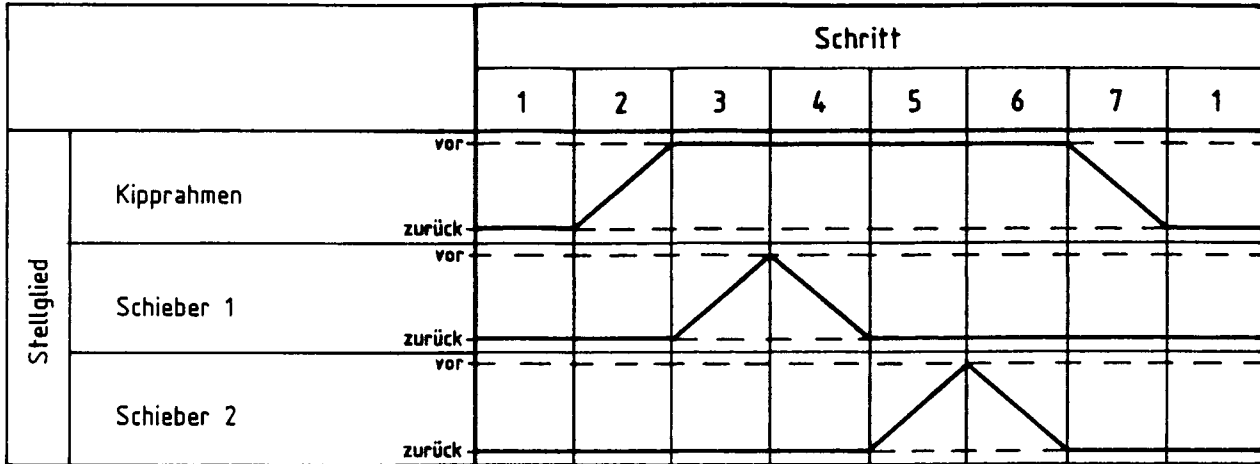 Schritt
1 2 3 4 5 6 7 1
Stellglied
Kipprahmen
vor
zurück
Schieber 1
vor
zurück
Schieber 2
vor
zurück